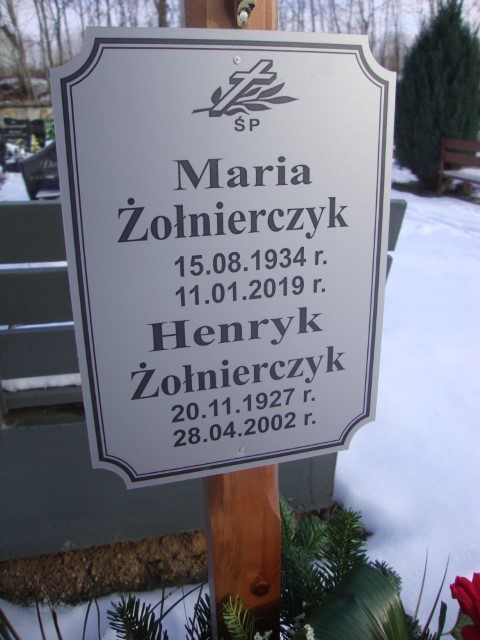 ŚP
Maria
Żołnierczyk
15.08.1934 r.
11.01.2019 r.
Henryk
Żołnierczyk
20.11.1927 r.
28.04.2002 r.